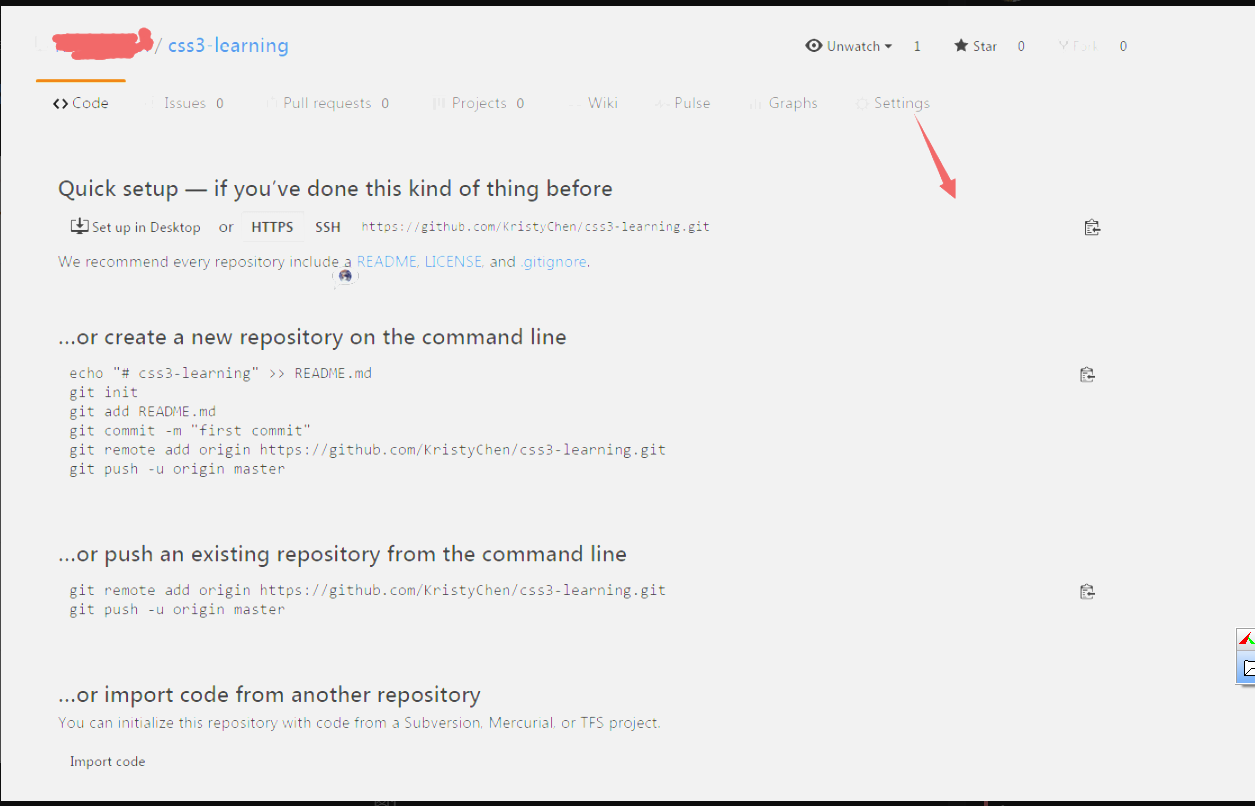 / css3-learning
Unwatch 1 Star 0 Fork 0
<> Code Issues 0 Pull requests 0 Projects 0 Wiki Pulse Graphs Settings
Quick setup — if you’ve done this kind of thing before
Set up in Desktop or HTTPS SSH https://github.com/KristyChen/css3-learning.git
We recommend every repository include a README, LICENSE, and .gitignore.
…or create a new repository on the command line
echo "# css3-learning" >> README.md
git init
git add README.md
git commit -m "first commit"
git remote add origin https://github.com/KristyChen/css3-learning.git
git push -u origin master
…or push an existing repository from the command line
git remote add origin https://github.com/KristyChen/css3-learning.git
git push -u origin master
…or import code from another repository
You can initialize this repository with code from a Subversion, Mercurial, or TFS project.
Import code